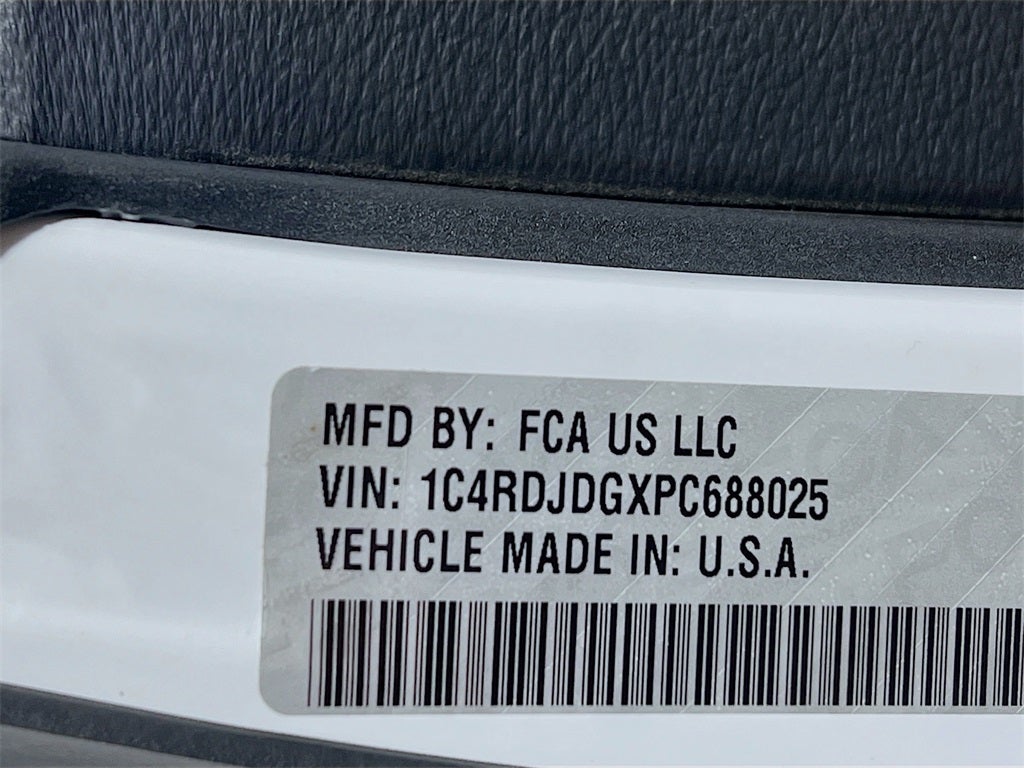 MFD BY: FCA US LLC
VIN: 1C4RDJDGXPC688025
VEHICLE MADE IN: U.S.A.